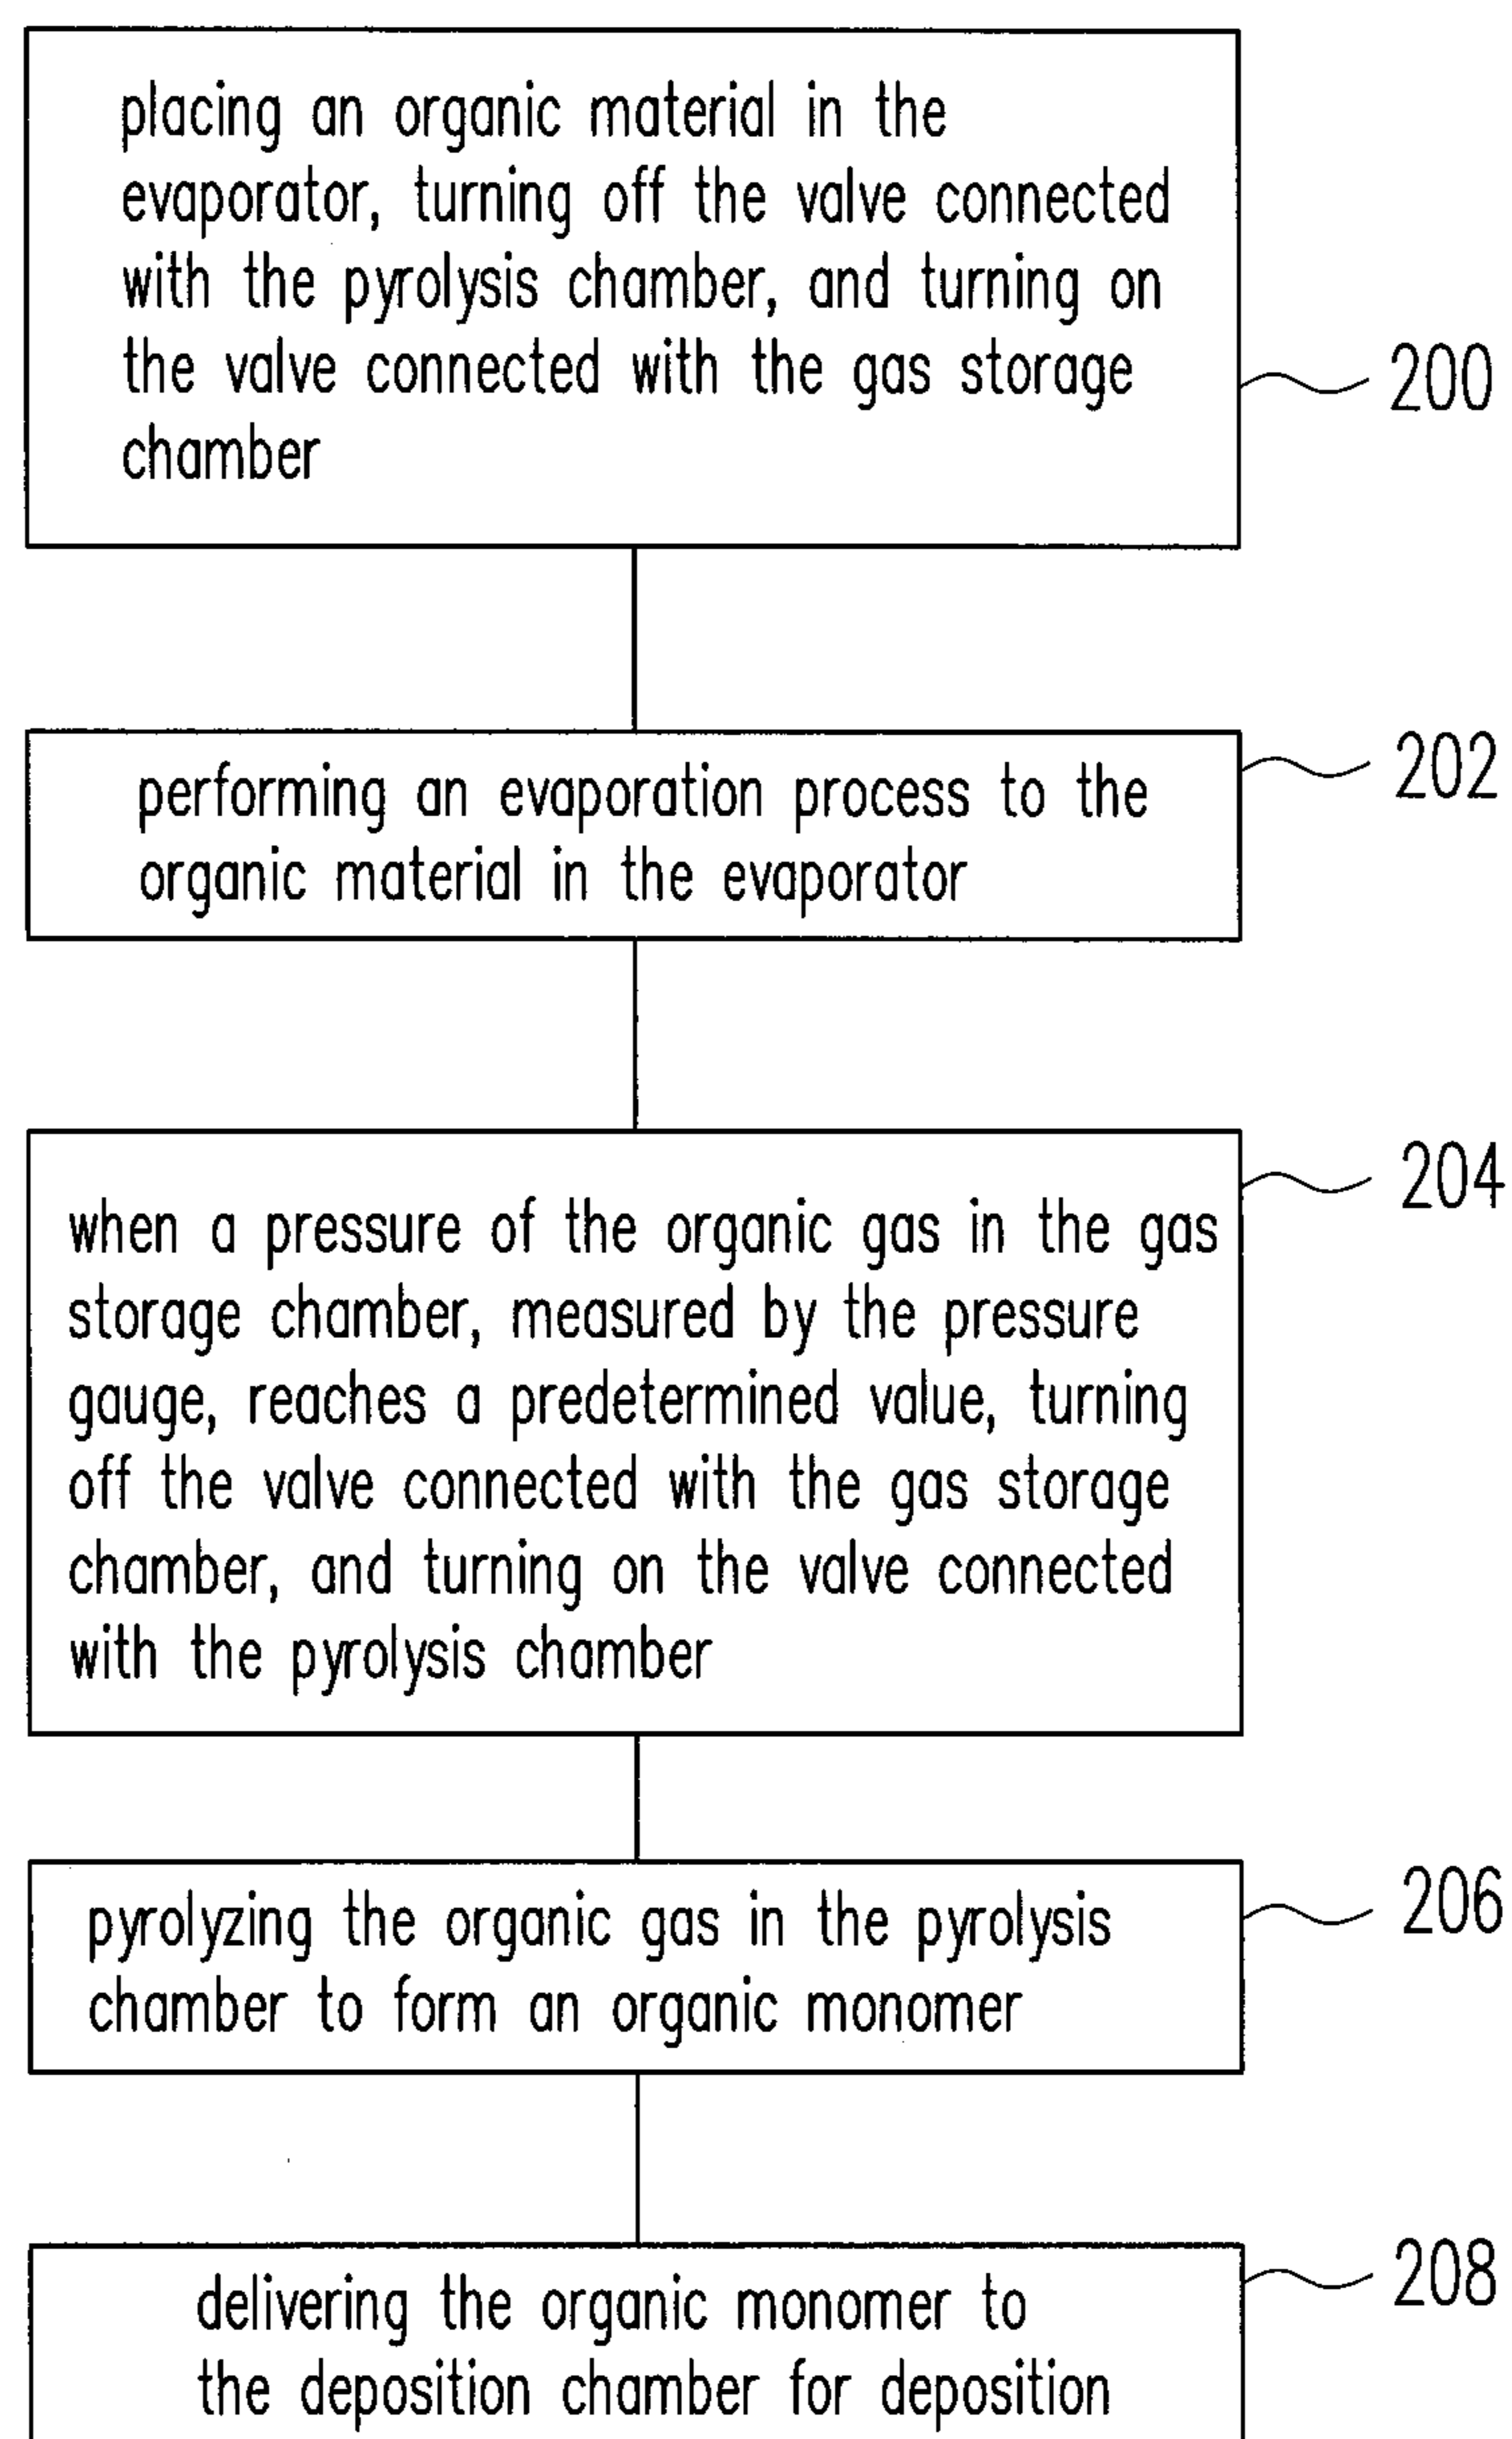 placing an organic material in the
evaporator, turning off the valve connected
with the pyrolysis chamber, and turning on
the valve connected with the gas storage
chamber
200
performing an evaporation process to the
organic material in the evaporator
202
when a pressure of the organic gas in the gas
storage chamber, measured by the pressure
gauge, reaches a predetermined value, turning
off the valve connected with the gas storage
chamber, and turning on the valve connected
with the pyrolysis chamber
204
pyrolyzing the organic gas in the pyrolysis
chamber to form an organic monomer
206
delivering the organic monomer to
the deposition chamber for deposition
208